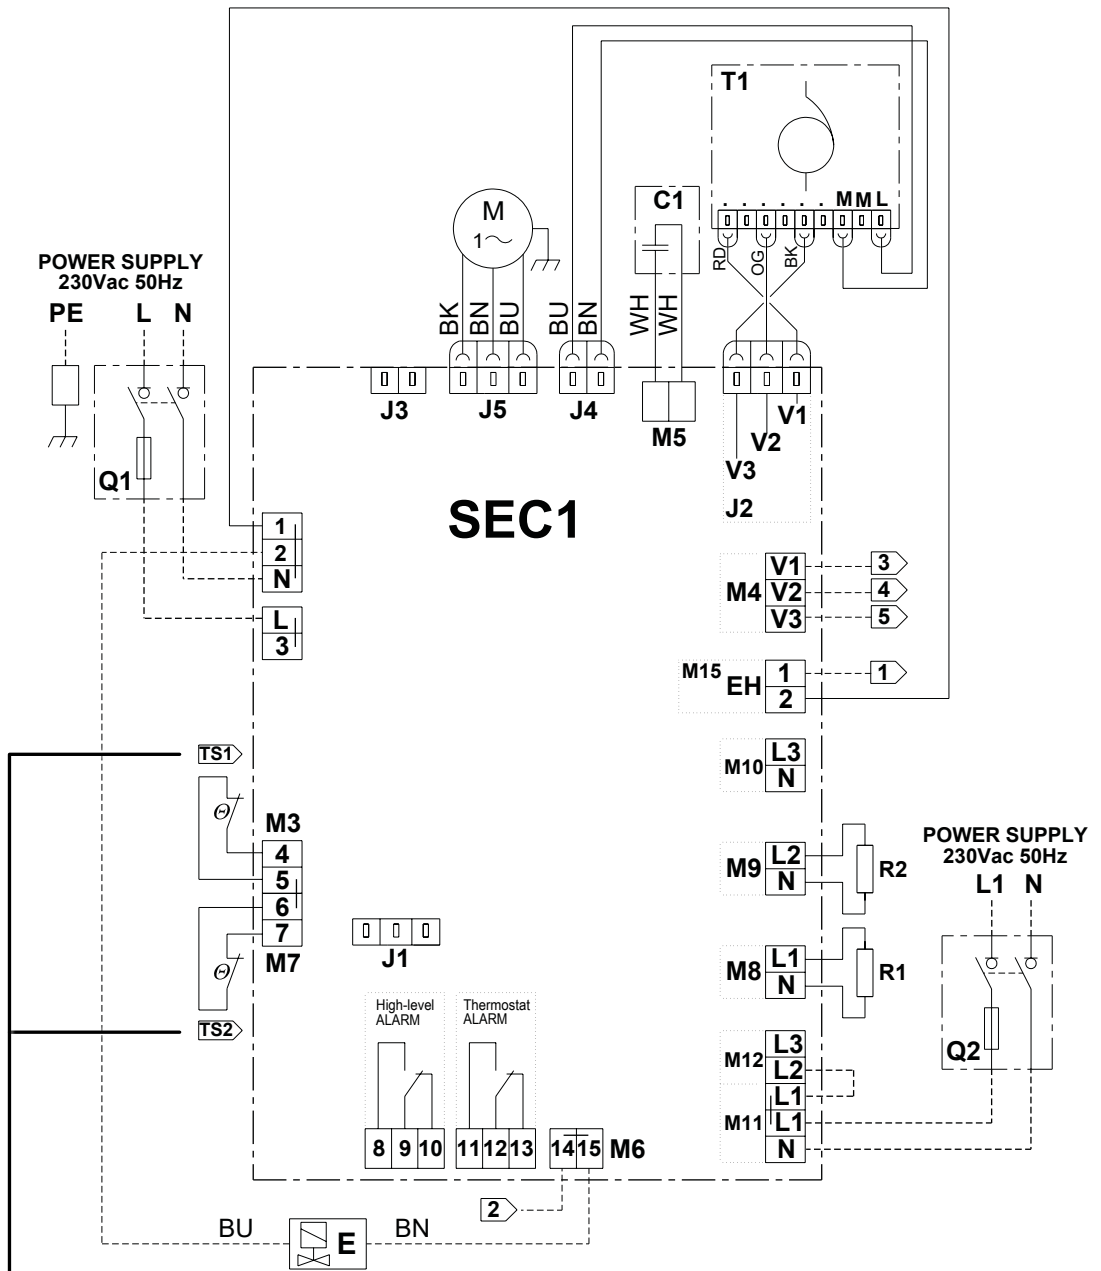 T1
M M L
C1
M
1~
RD
OG
BK
POWER SUPPLY
230Vac 50Hz
PE L N
BK
BN
BU
BU
BN
WH
WH
J3
J5
J4
M5
V1
V2
V3
J2
Q1
SEC1
1
2
N
L
3
M4
V1
V2
V3
3
4
5
M15
EH
1
2
1
TS1
M10
L3
N
Θ
M3
4
5
6
7
M7
Θ
TS2
J1
M9
L2
N
R2
POWER SUPPLY
230Vac 50Hz
L1 N
M8
L1
N
R1
Q2
High-level
ALARM
Thermostat
ALARM
M12
L3
L2
L1
M11
L1
N
8 9 10
11 12 13
14 15
M6
2
BU
E
BN